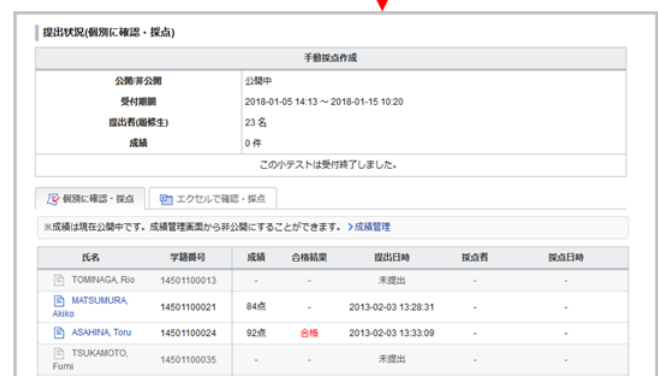 提出状況(個別に確認・採点)
手動採点作成
公開/非公開 公開中
受付期間 2018-01-05 14:13 ～ 2018-01-15 10:20
提出者(履修生) 23 名
成績 0 件
この小テストは受付終了しました。
個別に確認・採点 エクセルで確認・採点
※成績は現在公開中です。成績管理画面から非公開にすることができます。 >成績管理
氏名 学籍番号 成績 合格結果 提出日時 採点者 採点日時
TOMINAGA, Rio 14501100013 - - 未提出 - -
MATSUMURA, Akiko 14501100021 84点 - 2013-02-03 13:28:31 - -
ASAHINA, Toru 14501100024 92点 合格 2013-02-03 13:33:09 - -
TSUKAMOTO, Fumi 14501100035 - - 未提出 - -